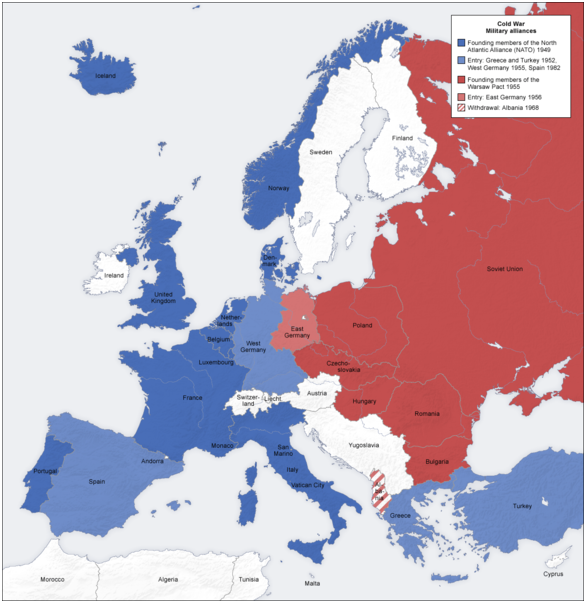 Cold War
Military alliances
Founding members of the North
Atlantic Alliance (NATO) 1949
Entry: Greece and Turkey 1952,
West Germany 1955, Spain 1982
Founding members of the
Warsaw Pact 1955
Entry: East Germany 1956
Withdrawal: Albania 1968
Iceland
Finland
Sweden
Norway
Den-
mark
Soviet Union
Ireland
United
Kingdom
Nether-
lands
Belgium
Luxembourg
West
Germany
East
Germany
Poland
Czecho-
slovakia
France
Switzer-
land
Liecht.
Austria
Hungary
Romania
Monaco
San
Marino
Yugoslavia
Andorra
Italy
Vatican City
Bulgaria
Portugal
Spain
Greece
Turkey
Morocco
Algeria
Tunisia
Malta
Cyprus